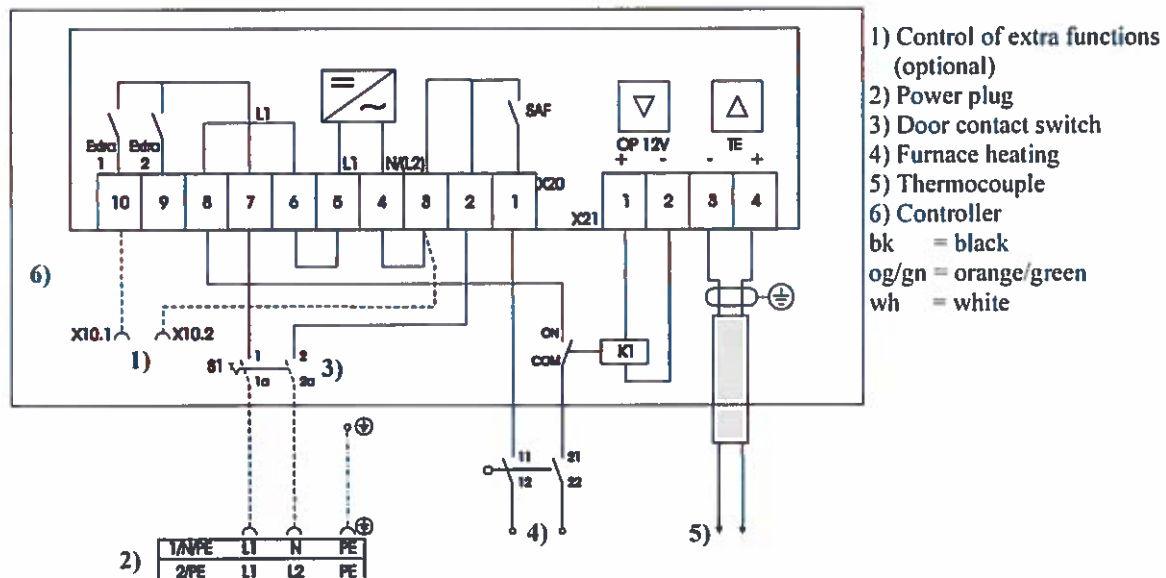 L1
SAF
Extra Extra
1 2
L1 N/(L2)
OP 12V TE
+ - - +
X20
10 9 8 7 6 5 4 3 2 1
X21 1 2 3 4
6)
X10.1 X10.2
1)
ON
COM
K1
S1 1 2 3)
1a 2a
11 21
12 22
4) 5)
2) 1/N/PE L1 N PE
2/PE L1 L2 PE
1) Control of extra functions
(optional)
2) Power plug
3) Door contact switch
4) Furnace heating
5) Thermocouple
6) Controller
bk = black
og/gn = orange/green
wh = white